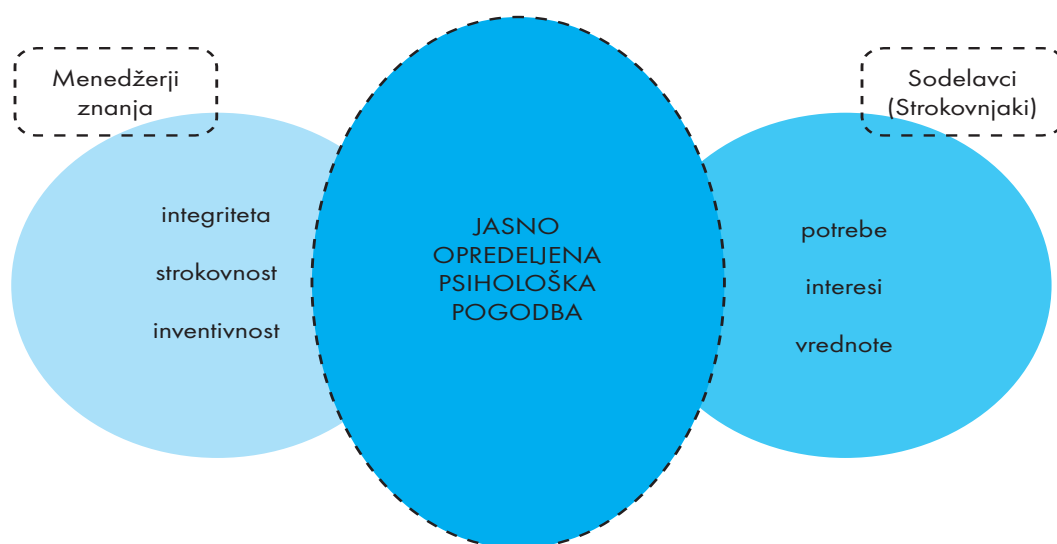 Menedžerji
znanja
integriteta
strokovnost
inventivnost
JASNO
OPREDELJENA
PSIHOLOŠKA
POGODBA
Sodelavci
(Strokovnjaki)
potrebe
interesi
vrednote